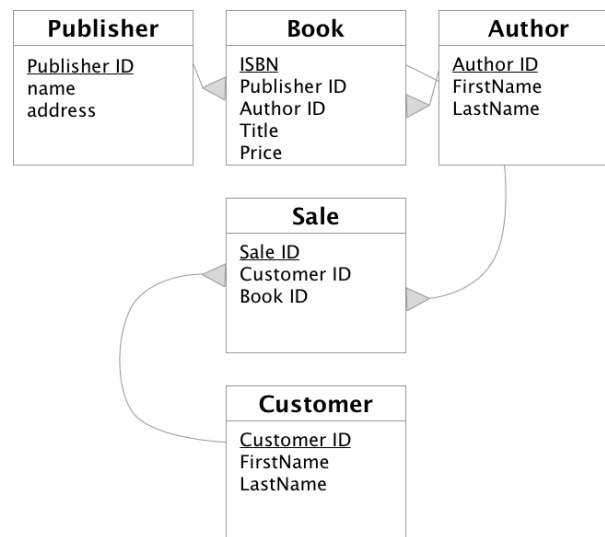 Publisher
Publisher ID
name
address
Book
ISBN
Publisher ID
Author ID
Title
Price
Author
Author ID
FirstName
LastName
Sale
Sale ID
Customer ID
Book ID
Customer
Customer ID
FirstName
LastName